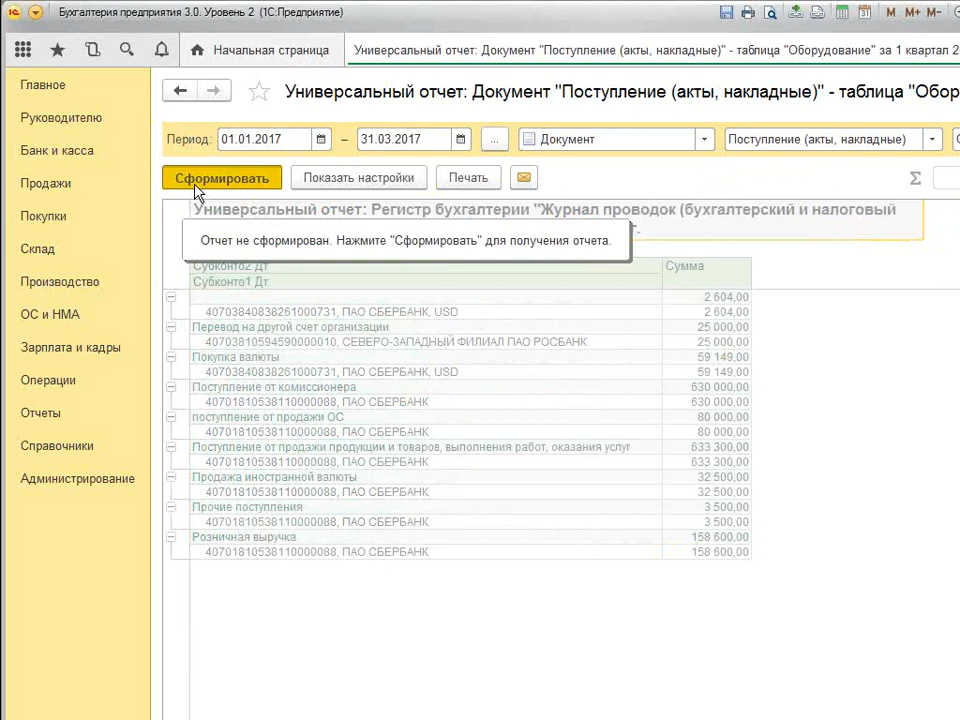 Бухгалтерия предприятия 3.0. Уровень 2 (1С:Предприятие)
M M+ M-
Начальная страница
Универсальный отчет: Документ "Поступление (акты, накладные)" - таблица "Оборудование" за 1 квартал 2
Главное
Руководителю
Банк и касса
Продажи
Покупки
Склад
Производство
ОС и НМА
Зарплата и кадры
Операции
Отчеты
Справочники
Администрирование
Универсальный отчет: Документ "Поступление (акты, накладные)" - таблица "Обор
Период: 01.01.2017 – 31.03.2017 ... Документ Поступление (акты, накладные)
Сформировать Показать настройки Печать Σ
Универсальный отчет: Регистр бухгалтерии "Журнал проводок (бухгалтерский и налоговый
г.
Отчет не сформирован. Нажмите "Сформировать" для получения отчета.
Субконто2 Дт Сумма
Субконто1 Дт
2 604,00
40703840838261000731, ПАО СБЕРБАНК, USD 2 604,00
Перевод на другой счет организации 25 000,00
40703810594590000010, СЕВЕРО-ЗАПАДНЫЙ ФИЛИАЛ ПАО РОСБАНК. 25 000,00
Покупка валюты 59 149,00
40703840838261000731, ПАО СБЕРБАНК, USD 59 149,00
Поступление от комиссионера 630 000,00
40701810538110000088, ПАО СБЕРБАНК 630 000,00
поступление от продажи ОС 80 000,00
40701810538110000088, ПАО СБЕРБАНК 80 000,00
Поступление от продажи продукции и товаров, выполнения работ, оказания услуг 633 300,00
40701810538110000088, ПАО СБЕРБАНК 633 300,00
Продажа иностранной валюты 32 500,00
40701810538110000088, ПАО СБЕРБАНК 32 500,00
Прочие поступления 3 500,00
40701810538110000088, ПАО СБЕРБАНК 3 500,00
Розничная выручка 158 600,00
40701810538110000088, ПАО СБЕРБАНК 158 600,00